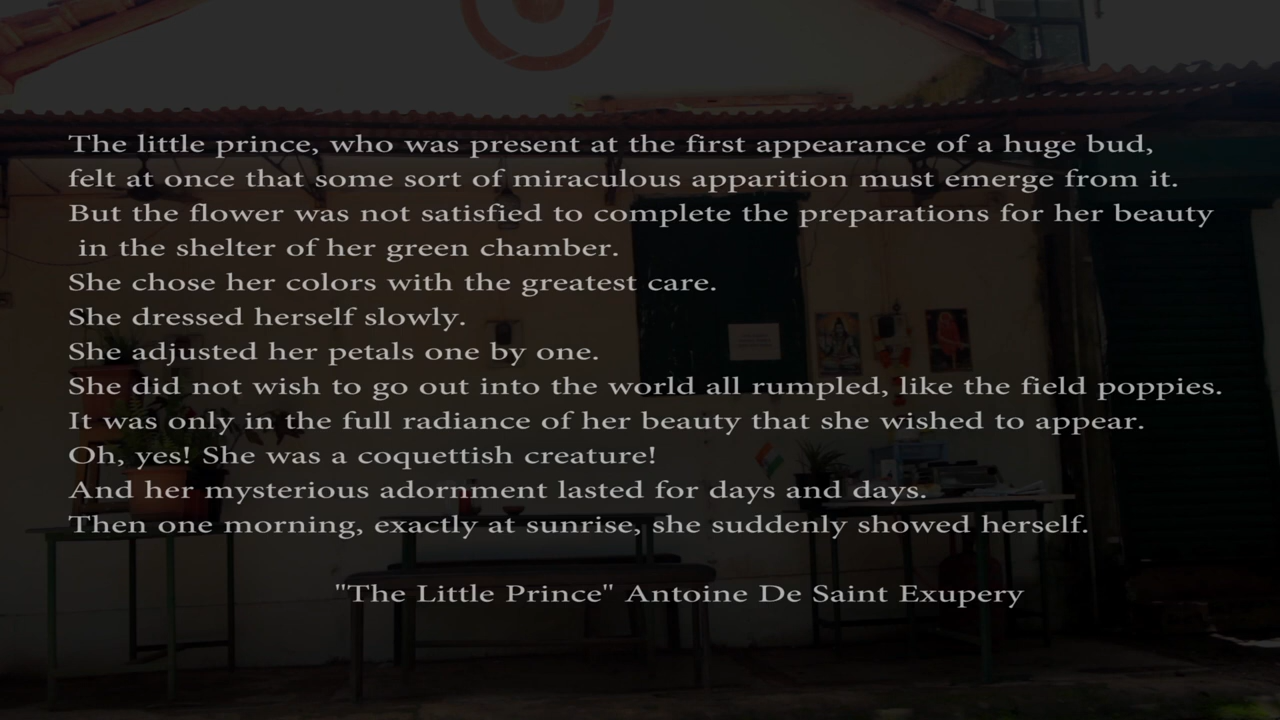 The little prince, who was present at the first appearance of a huge bud,
felt at once that some sort of miraculous apparition must emerge from it.
But the flower was not satisfied to complete the preparations for her beauty
in the shelter of her green chamber.
She chose her colors with the greatest care.
She dressed herself slowly.
She adjusted her petals one by one.
She did not wish to go out into the world all rumpled, like the field poppies.
It was only in the full radiance of her beauty that she wished to appear.
Oh, yes! She was a coquettish creature!
And her mysterious adornment lasted for days and days.
Then one morning, exactly at sunrise, she suddenly showed herself.
"The Little Prince" Antoine De Saint Exupery